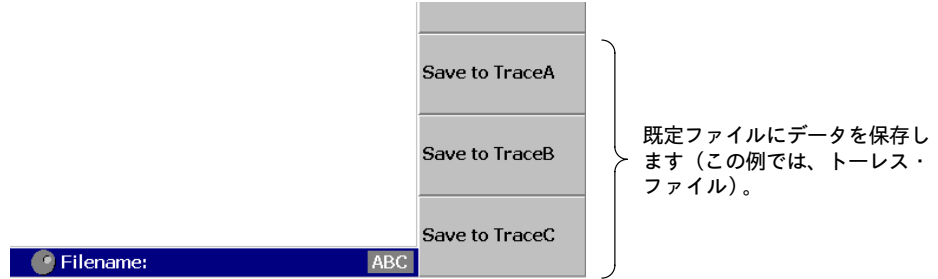 Save to TraceA
Save to TraceB
Save to TraceC
Filename:
ABC
既定ファイルにデータを保存し
ます（この例では、トーレス・
ファイル）。